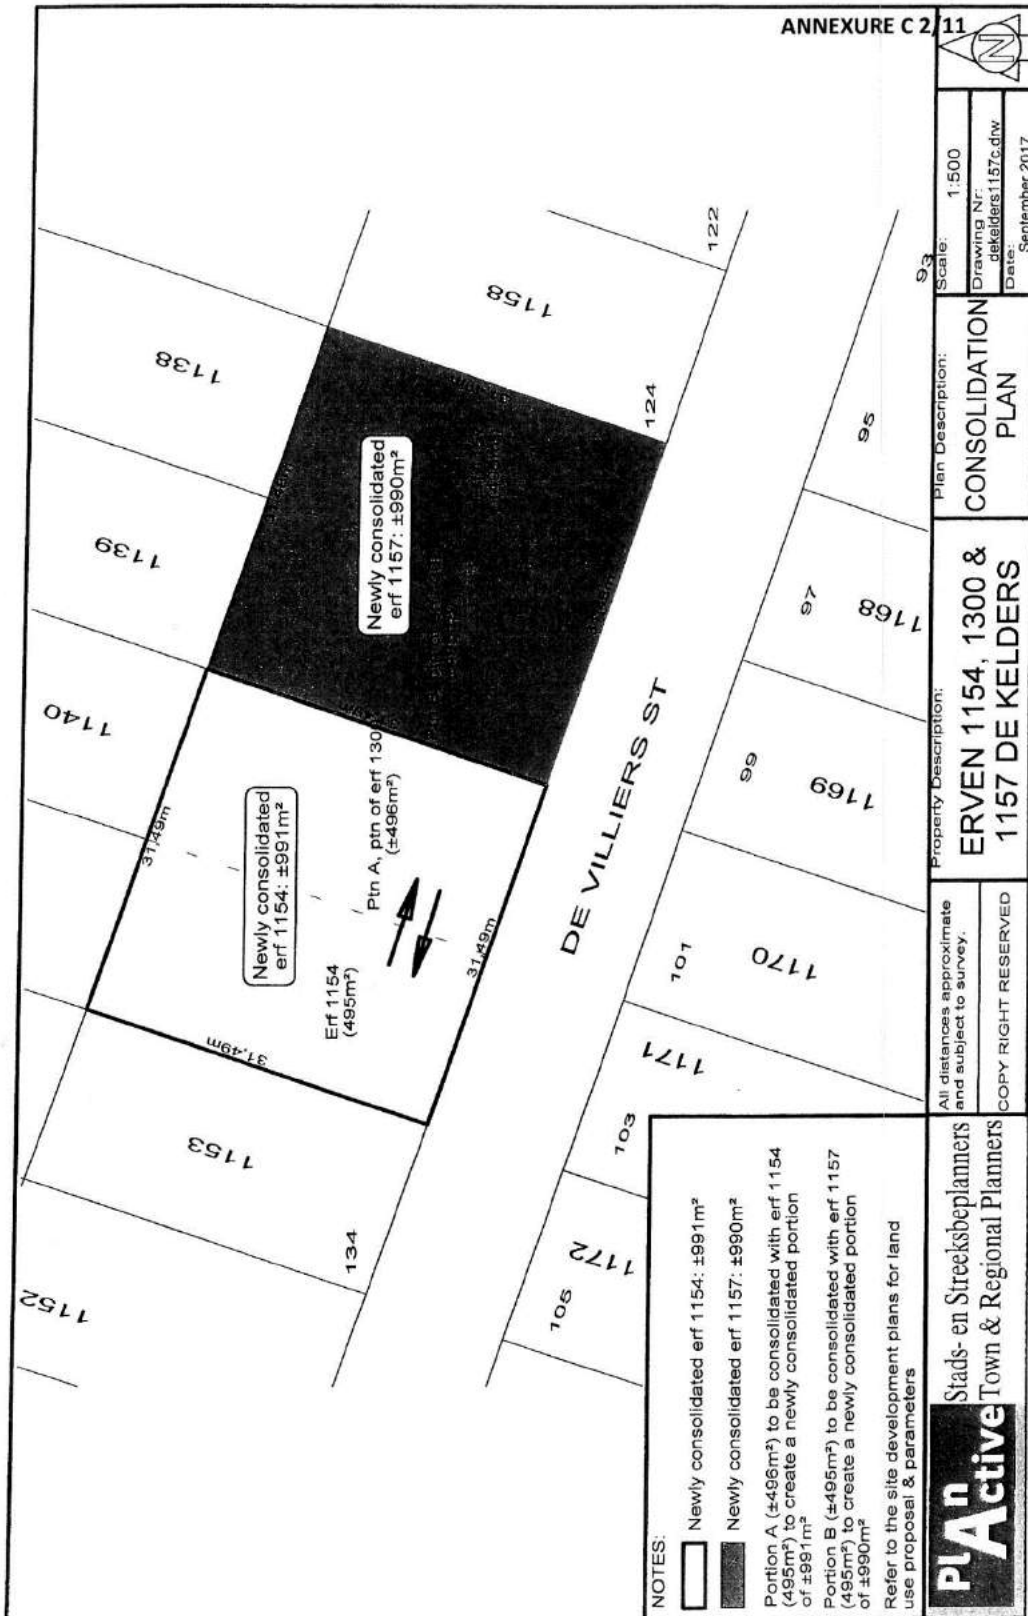 ANNEXURE C 2/11
N
1152
1153
134
1140
1139
1138
1158
122
124
31,49m
31,49m
31,49m
Newly consolidated
erf 1154: ±991m²
Erf 1154
(495m²)
Ptn A, ptn of erf 130
(±496m²)
Newly consolidated
erf 1157: ±990m²
DE VILLIERS ST
105
1172
103
1171
101
1170
99
1169
97
1168
95
93
NOTES:
Newly consolidated erf 1154: ±991m²
Newly consolidated erf 1157: ±990m²
Portion A (±496m²) to be consolidated with erf 1154
(495m²) to create a newly consolidated portion
of ±991m²
Portion B (±495m²) to be consolidated with erf 1157
(495m²) to create a newly consolidated portion
of ±990m²
Refer to the site development plans for land
use proposal & parameters
PlAn
Active
Stads- en Streeksbeplanners
Town & Regional Planners
All distances approximate
and subject to survey.
COPY RIGHT RESERVED
Property Description:
ERVEN 1154, 1300 &
1157 DE KELDERS
Plan Description:
CONSOLIDATION
PLAN
Scale:
1:500
Drawing Nr:
dekelders1157c.drw
Date:
September 2017